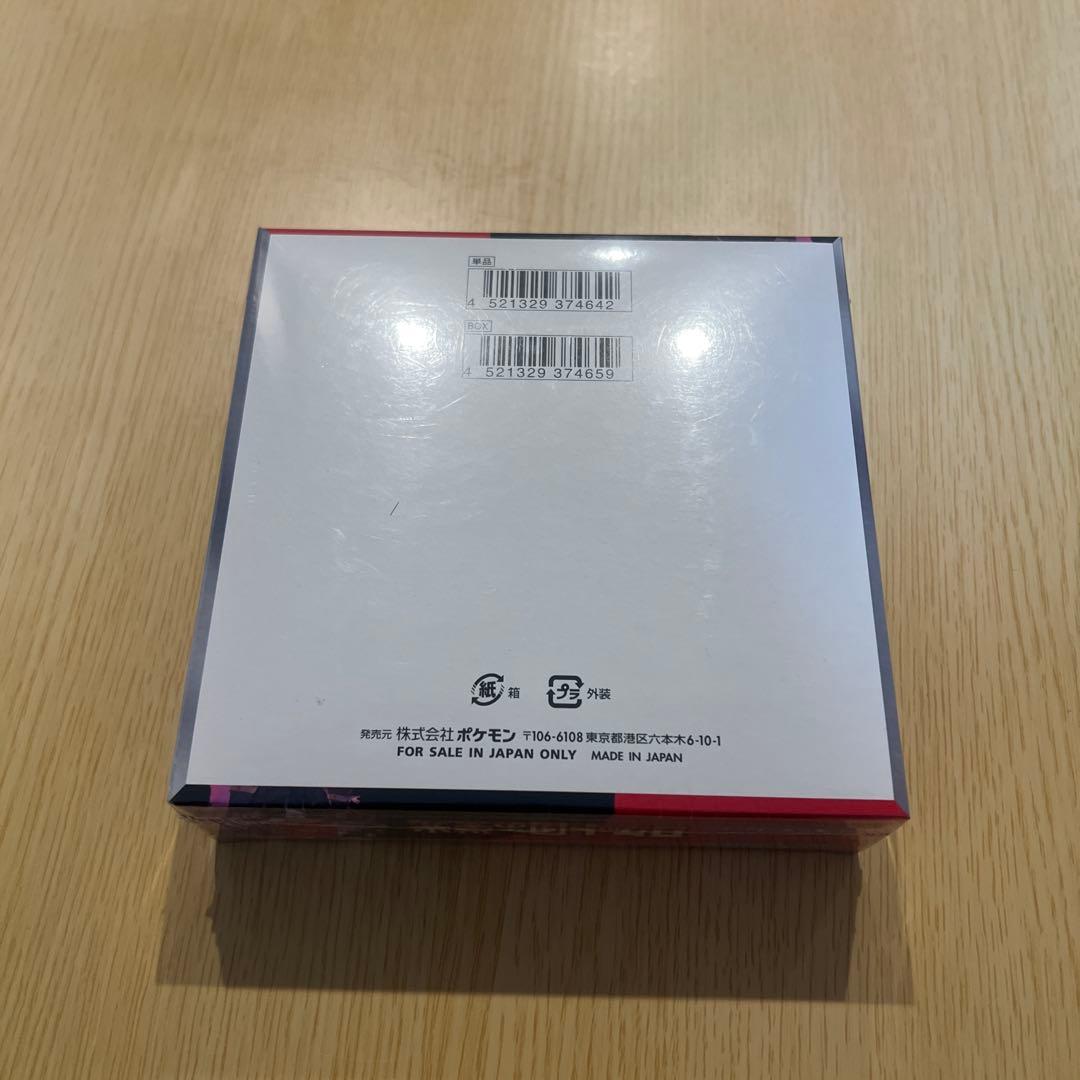 単品
4 521329 374642
BOX
4 521329 374659
紙 箱 プラ 外装
発売元 株式会社ポケモン 〒106-6108 東京都港区六本木6-10-1
FOR SALE IN JAPAN ONLY MADE IN JAPAN